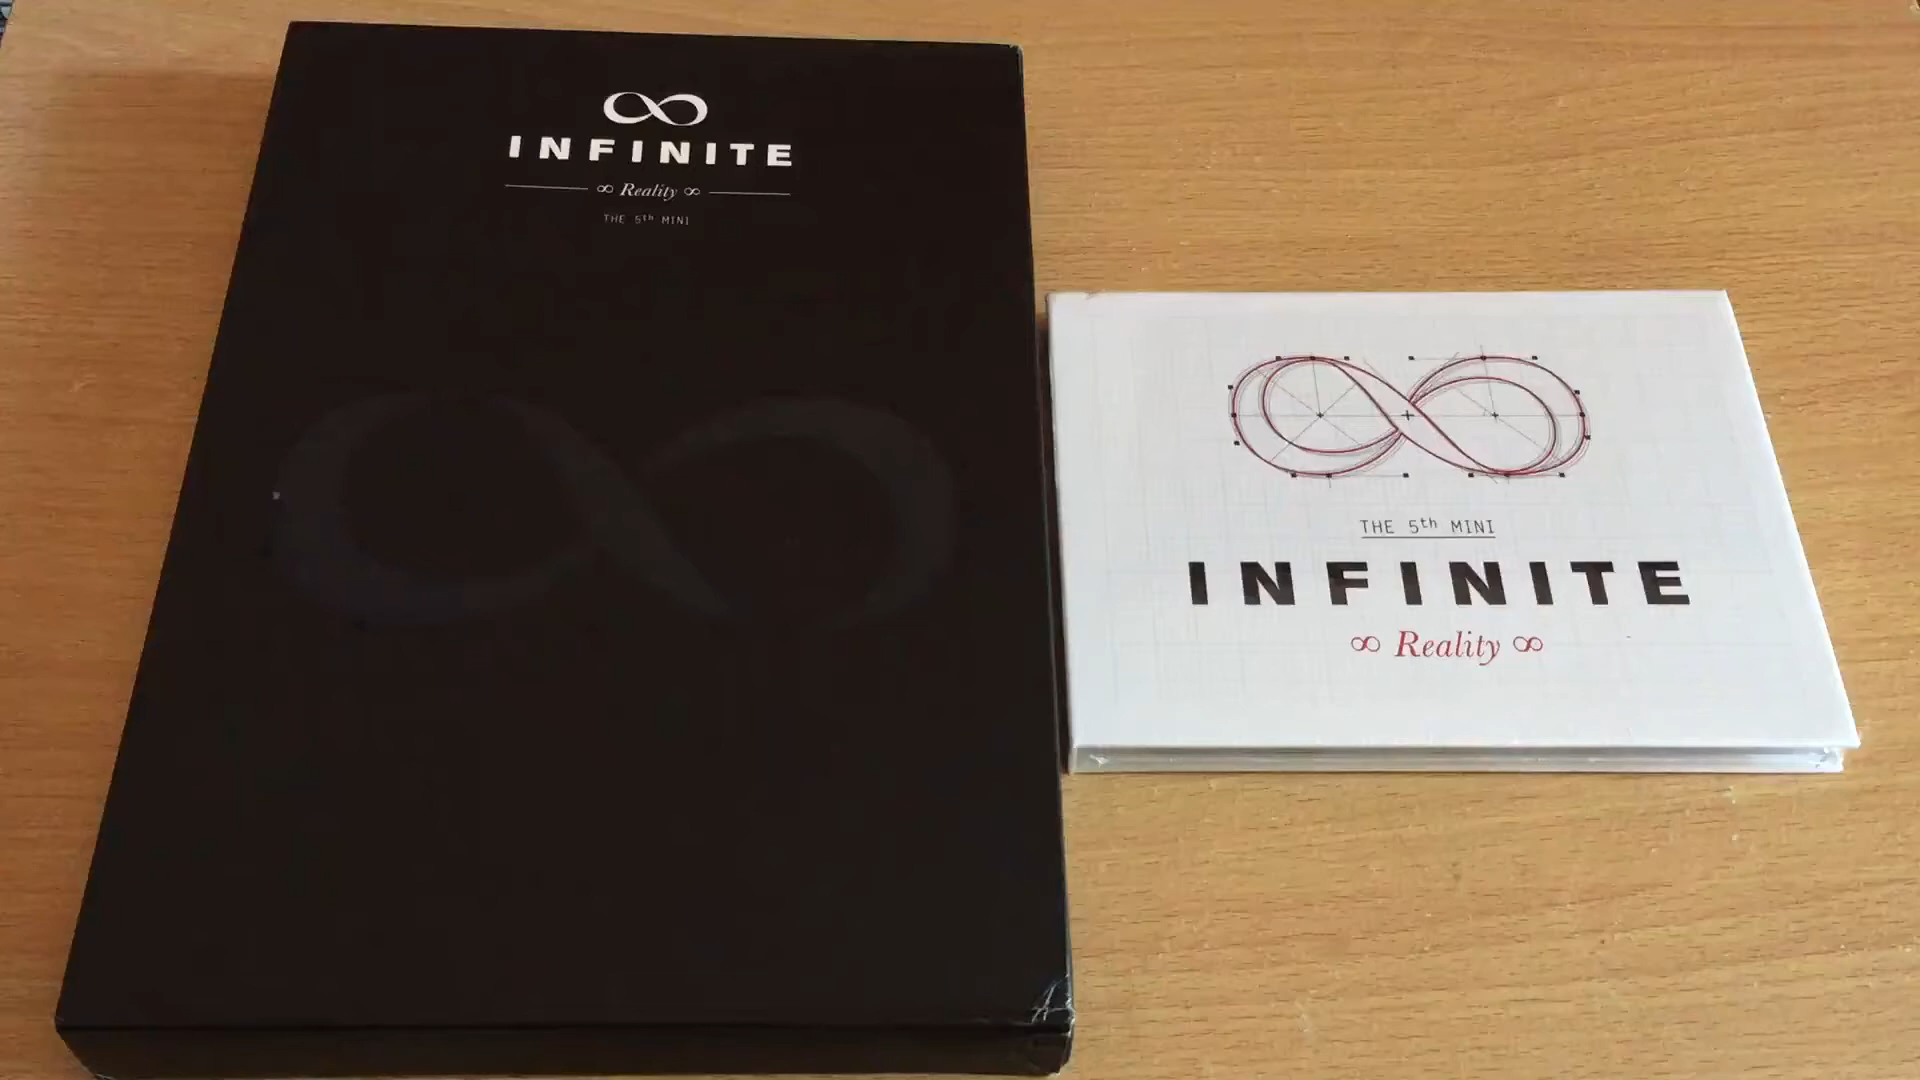 INFINITE
∞ Reality ∞
THE 5th MINI
THE 5th MINI
INFINITE
∞ Reality ∞